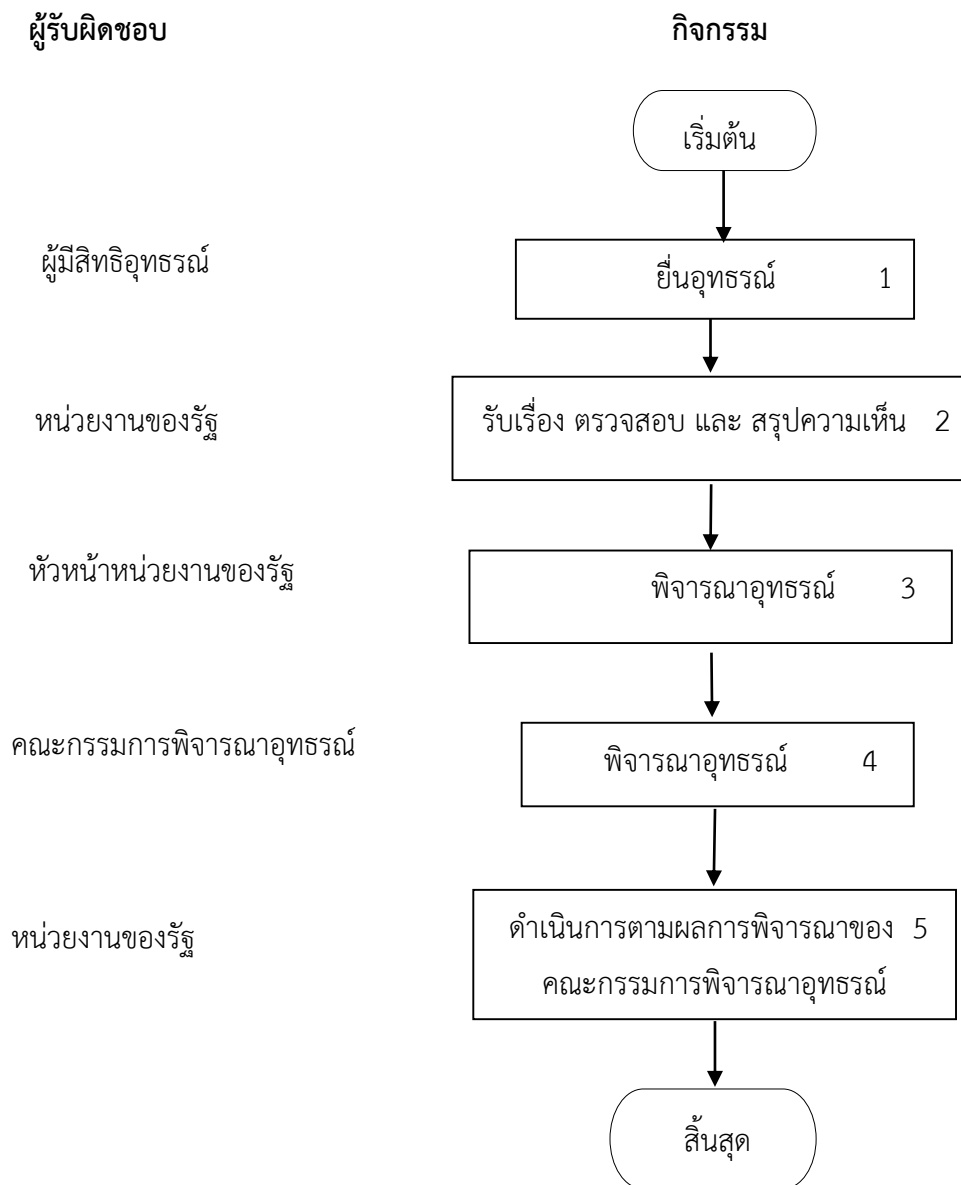 ผู้รับผิดชอบ กิจกรรม
เริ่มต้น
ผู้มีสิทธิอุทธรณ์ ยื่นอุทธรณ์ 1
หน่วยงานของรัฐ รับเรื่อง ตรวจสอบ และ สรุปความเห็น 2
หัวหน้าหน่วยงานของรัฐ พิจารณาอุทธรณ์ 3
คณะกรรมการพิจารณาอุทธรณ์ พิจารณาอุทธรณ์ 4
หน่วยงานของรัฐ ดำเนินการตามผลการพิจารณาของ 5
คณะกรรมการพิจารณาอุทธรณ์
สิ้นสุด